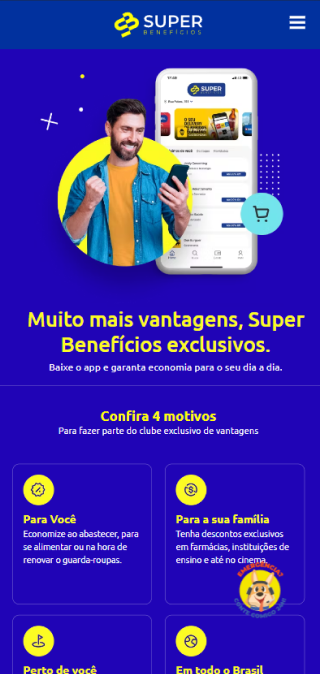 SUPER
BENEFÍCIOS
SUPER
Muito mais vantagens, Super
Benefícios exclusivos.
Baixe o app e garanta economia para o seu dia a dia.
Confira 4 motivos
Para fazer parte do clube exclusivo de vantagens
Para Você
Economize ao abastecer, para
se alimentar ou na hora de
renovar o guarda-roupas.
Para a sua família
Tenha descontos exclusivos
em farmácias, instituições de
ensino e até no cinema.
EMERGÊNCIA?
Perto de você
Em todo o Brasil